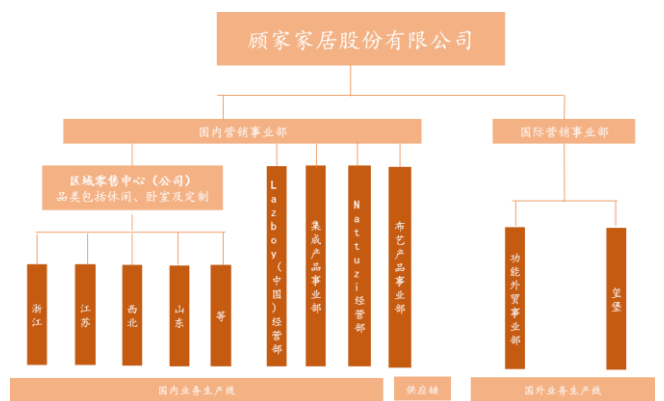 顾家家居股份有限公司
国内营销事业部
国际营销事业部
区域零售中心（公司）
品类包括休闲、卧室及定制
Lazboy（中国）经营部
集成产品事业部
Nattuzi经营部
布艺产品事业部
功能外贸事业部
玺堡
浙江
江苏
西北
山东
等
国内业务生产线
供应链
国外业务生产线